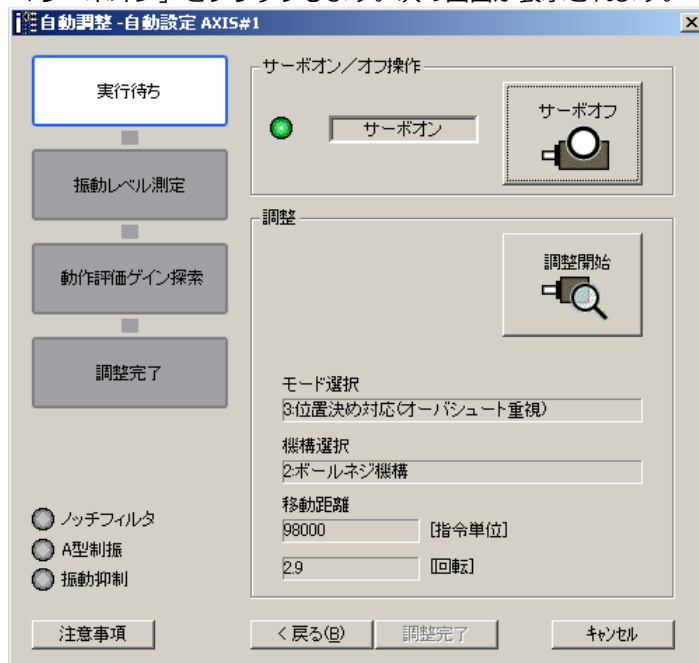 自動調整 -自動設定 AXIS#1
実行待ち
振動レベル測定
動作評価ゲイン探索
調整完了
ノッチフィルタ
A型制振
振動抑制
サーボオン／オフ操作
サーボオン
サーボオフ
調整
調整開始
モード選択
3:位置決め対応(オーバシュート重視)
機構選択
2:ボールネジ機構
移動距離
98000 [指令単位]
2.9 [回転]
注意事項
< 戻る(B)
調整完了
キャンセル